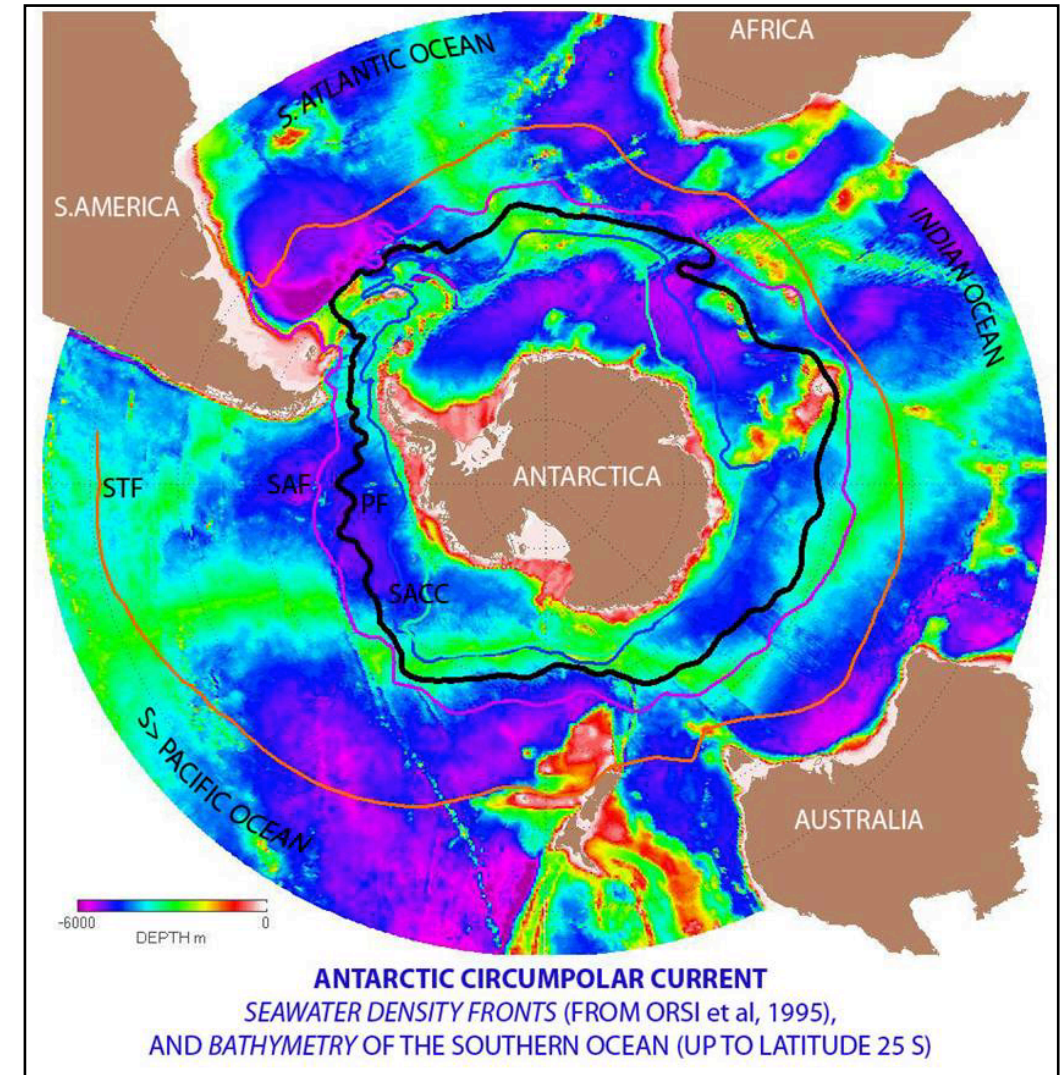 AFRICA
S. ATLANTIC OCEAN
S.AMERICA
INDIAN OCEAN
ANTARCTICA
STF
SAF
PF
SACC
S> PACIFIC OCEAN
AUSTRALIA
-6000 0
DEPTH m
ANTARCTIC CIRCUMPOLAR CURRENT
SEAWATER DENSITY FRONTS (FROM ORSI et al, 1995),
AND BATHYMETRY OF THE SOUTHERN OCEAN (UP TO LATITUDE 25 S)